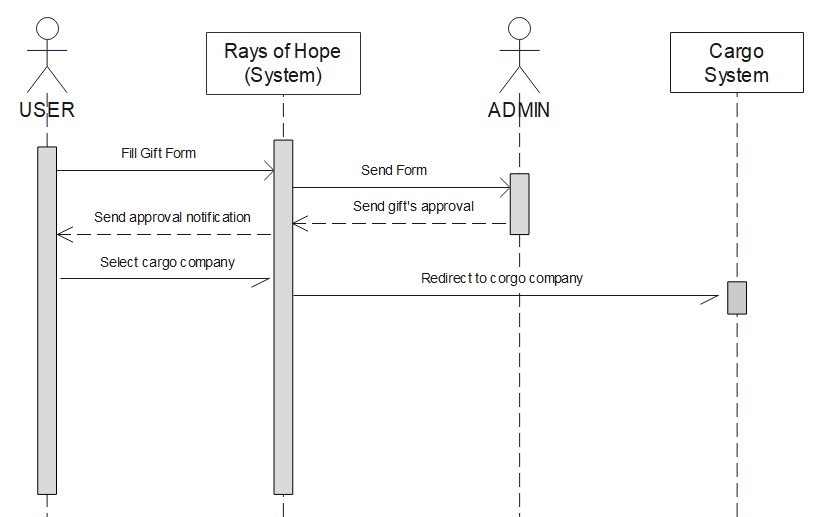 Rays of Hope
(System)
Cargo
System
USER
ADMIN
Fill Gift Form
Send Form
Send gift's approval
Send approval notification
Select cargo company
Redirect to corgo company